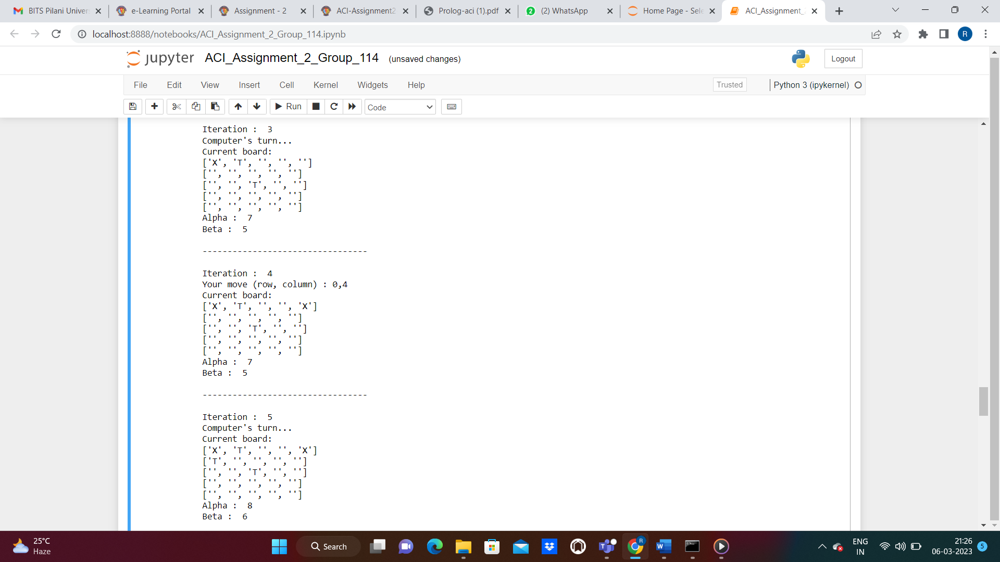 BITS Pilani Univer
e-Learning Portal
Assignment - 2
ACI-Assignment2
Prolog-aci (1).pdf
(2) WhatsApp
Home Page - Sele
ACI_Assignment_
localhost:8888/notebooks/ACI_Assignment_2_Group_114.ipynb
R
jupyter ACI_Assignment_2_Group_114 (unsaved changes)
Logout
File Edit View Insert Cell Kernel Widgets Help
Trusted
Python 3 (ipykernel)
Run
Code
Iteration :  3
Computer's turn...
Current board:
['X', 'T', '', '', '']
['', '', '', '', '']
['', '', 'T', '', '']
['', '', '', '', '']
['', '', '', '', '']
Alpha :  7
Beta :  5
---------------------------------
Iteration :  4
Your move (row, column) : 0,4
Current board:
['X', 'T', '', '', 'X']
['', '', '', '', '']
['', '', 'T', '', '']
['', '', '', '', '']
['', '', '', '', '']
Alpha :  7
Beta :  5
---------------------------------
Iteration :  5
Computer's turn...
Current board:
['X', 'T', '', '', 'X']
['T', '', '', '', '']
['', '', 'T', '', '']
['', '', '', '', '']
['', '', '', '', '']
Alpha :  8
Beta :  6
25°C
Haze
Search
ENG
IN
21:26
06-03-2023
5